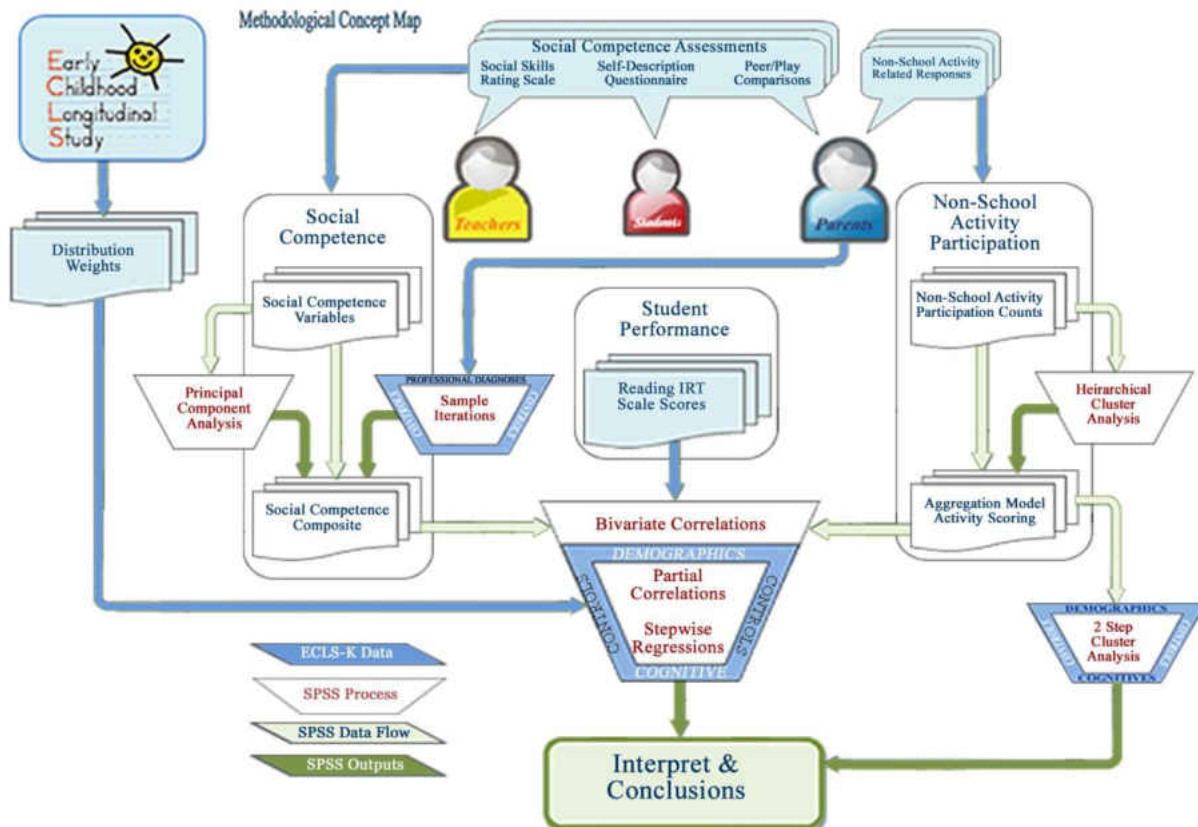 Methodological Concept Map
Early
Childhood
Longitudinal
Study
Social Competence Assessments
Social Skills
Rating Scale
Self-Description
Questionnaire
Peer/Play
Comparisons
Non-School Activity
Related Responses
Teachers
Students
Parents
Distribution
Weights
Social
Competence
Social Competence
Variables
Principal
Component
Analysis
PROFESSIONAL DIAGNOSES
CONTROLS
Sample
Iterations
CONTROLS
Social Competence
Composite
Student
Performance
Reading IRT
Scale Scores
Non-School
Activity
Participation
Non-School Activity
Participation Counts
Heirarchical
Cluster
Analysis
Aggregation Model
Activity Scoring
Bivariate Correlations
DEMOGRAPHICS
CONTROLS
Partial
Correlations
Stepwise
Regressions
CONTROLS
COGNITIVE
DEMOGRAPHICS
CONTROLS
2 Step
Cluster
Analysis
CONTROLS
COGNITIVES
ECLS-K Data
SPSS Process
SPSS Data Flow
SPSS Outputs
Interpret &
Conclusions